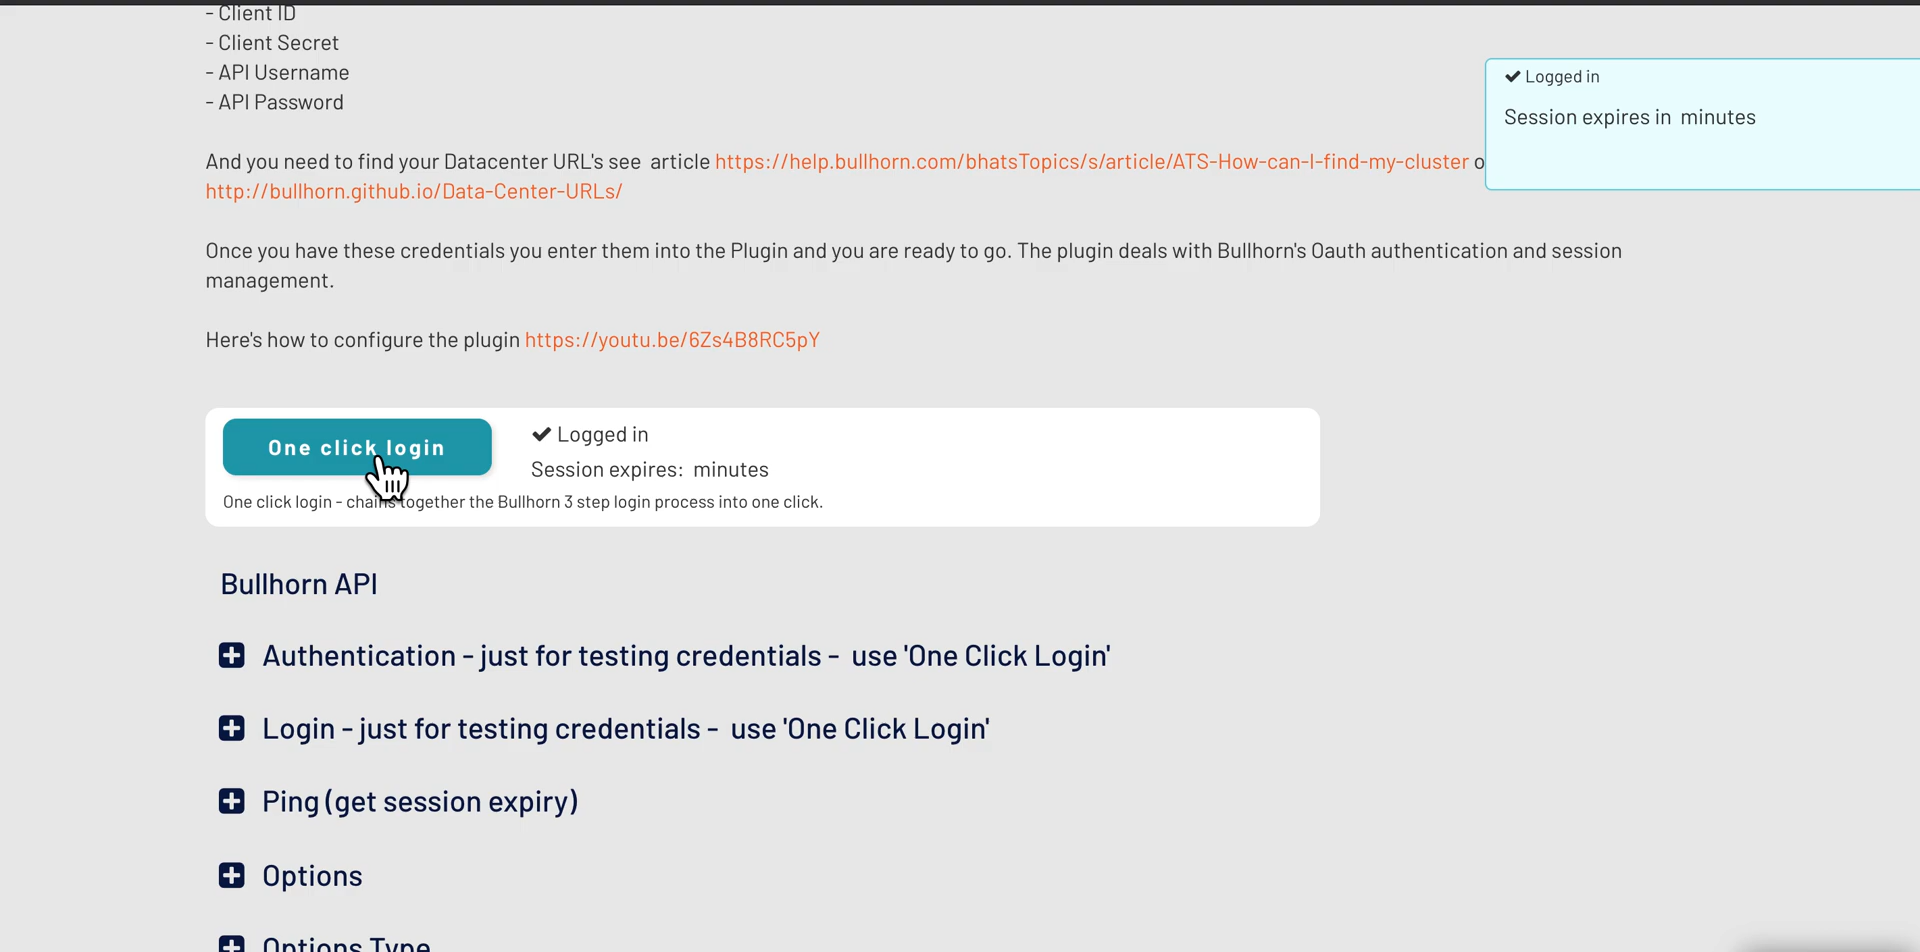 - Client ID
- Client Secret
- API Username
- API Password
✔ Logged in
Session expires in  minutes
And you need to find your Datacenter URL's see  article https://help.bullhorn.com/bhatsTopics/s/article/ATS-How-can-I-find-my-cluster o
http://bullhorn.github.io/Data-Center-URLs/
Once you have these credentials you enter them into the Plugin and you are ready to go. The plugin deals with Bullhorn's Oauth authentication and session
management.
Here's how to configure the plugin https://youtu.be/6Zs4B8RC5pY
One click login
✔ Logged in
Session expires:  minutes
One click login - chains together the Bullhorn 3 step login process into one click.
Bullhorn API
Authentication - just for testing credentials -  use 'One Click Login'
Login - just for testing credentials -  use 'One Click Login'
Ping (get session expiry)
Options
Options Type